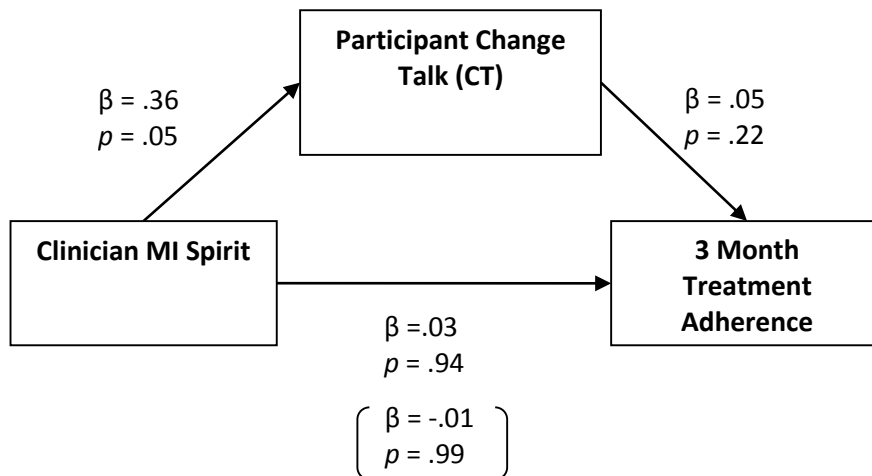 Participant Change
Talk (CT)
β = .36
p = .05
β = .05
p = .22
Clinician MI Spirit
3 Month
Treatment
Adherence
β =.03
p = .94
β = -.01
p = .99